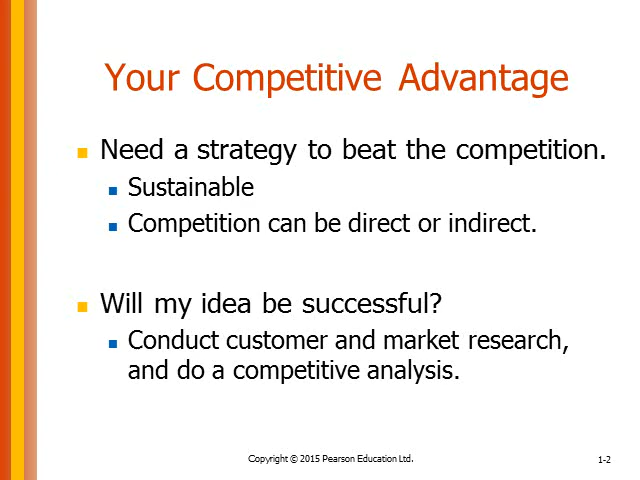 Your Competitive Advantage
Need a strategy to beat the competition.
Sustainable
Competition can be direct or indirect.
Will my idea be successful?
Conduct customer and market research,
and do a competitive analysis.
Copyright © 2015 Pearson Education Ltd.
1-2